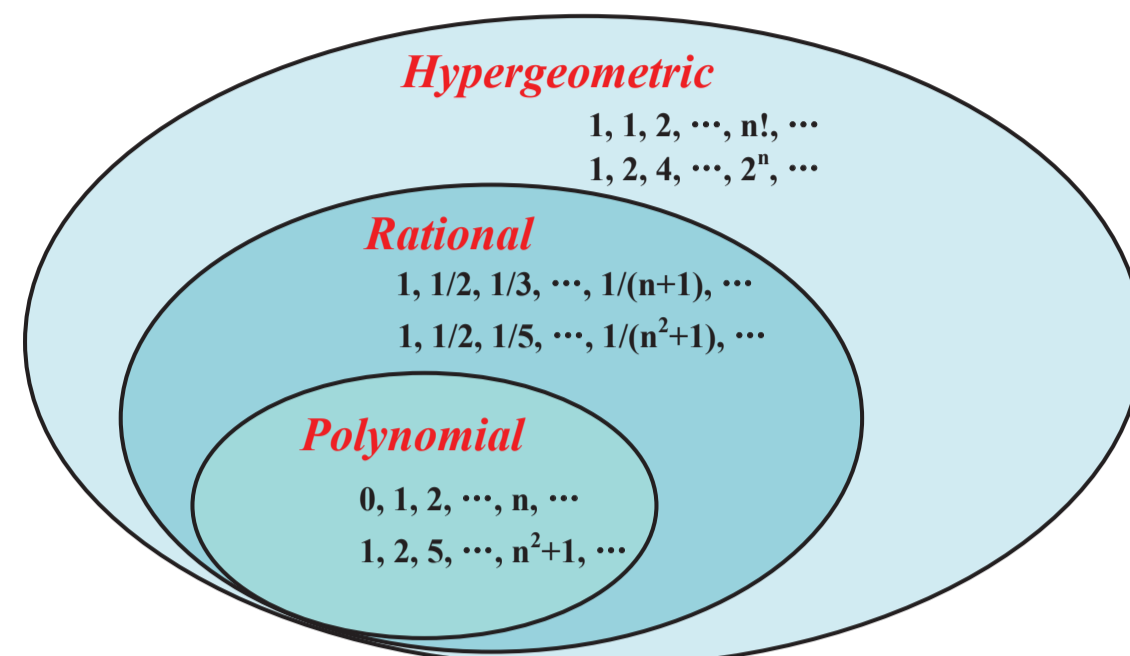 Hypergeometric
1, 1, 2, ⋯, n!, ⋯
1, 2, 4, ⋯, 2ⁿ, ⋯
Rational
1, 1/2, 1/3, ⋯, 1/(n+1), ⋯
1, 1/2, 1/5, ⋯, 1/(n²+1), ⋯
Polynomial
0, 1, 2, ⋯, n, ⋯
1, 2, 5, ⋯, n²+1, ⋯